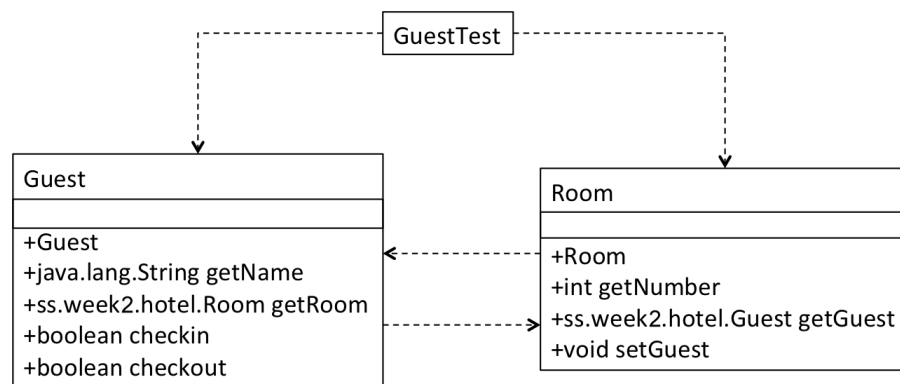 GuestTest
Guest
+Guest
+java.lang.String getName
+ss.week2.hotel.Room getRoom
+boolean checkin
+boolean checkout
Room
+Room
+int getNumber
+ss.week2.hotel.Guest getGuest
+void setGuest